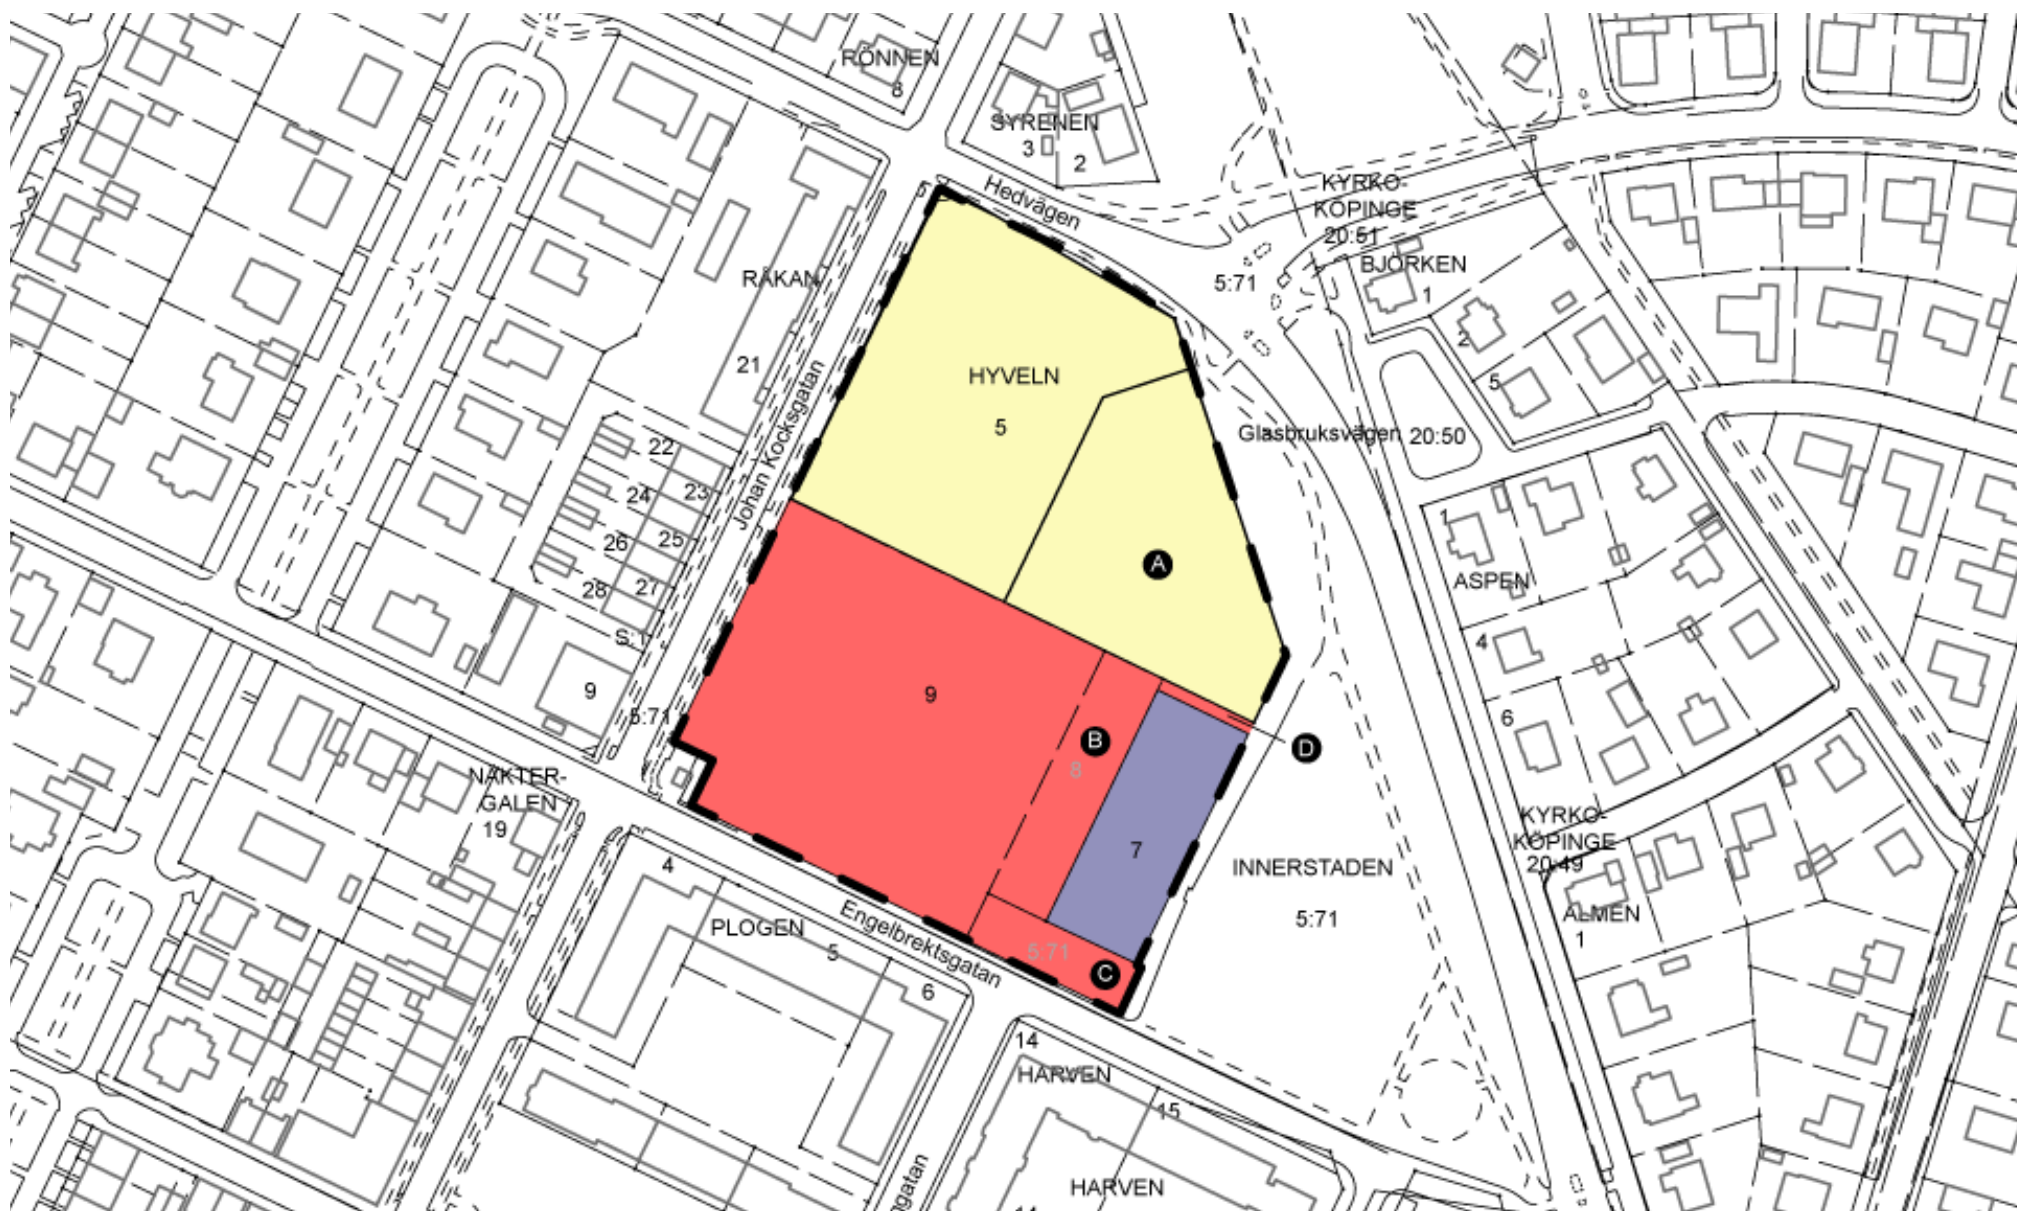 RÖNNEN
8
SYRENEN
3
2
Hedvägen
KYRKO-
KÖPINGE
20:51
BJÖRKEN
1
5:71
RÅKAN
21
2
5
HYVELN
5
Johan Kocksgatan
Glasbruksvägen 20:50
22
24
23
26
25
28
27
S:1
9
5:71
1
ASPEN
4
6
A
9
B
8
D
7
NÄKTER-
GALEN
19
KYRKO-
KÖPINGE
20:49
INNERSTADEN
5:71
ALMEN
1
4
PLOGEN
5
6
Engelbrektsgatan
5:71
C
14
HARVEN
15
HARVEN